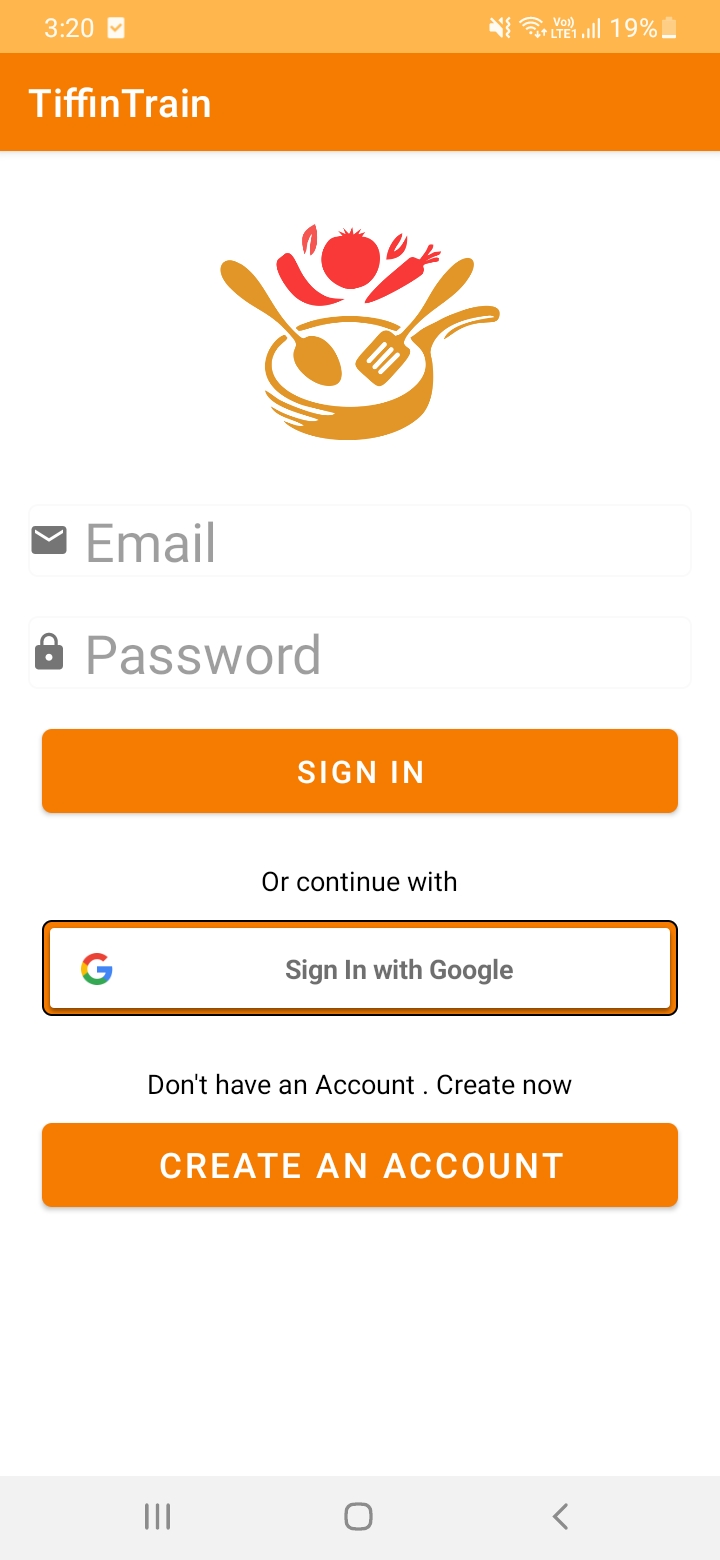 3:20 Vo)) LTE1 19%
TiffinTrain
Email
Password
SIGN IN
Or continue with
Sign In with Google
Don't have an Account . Create now
CREATE AN ACCOUNT